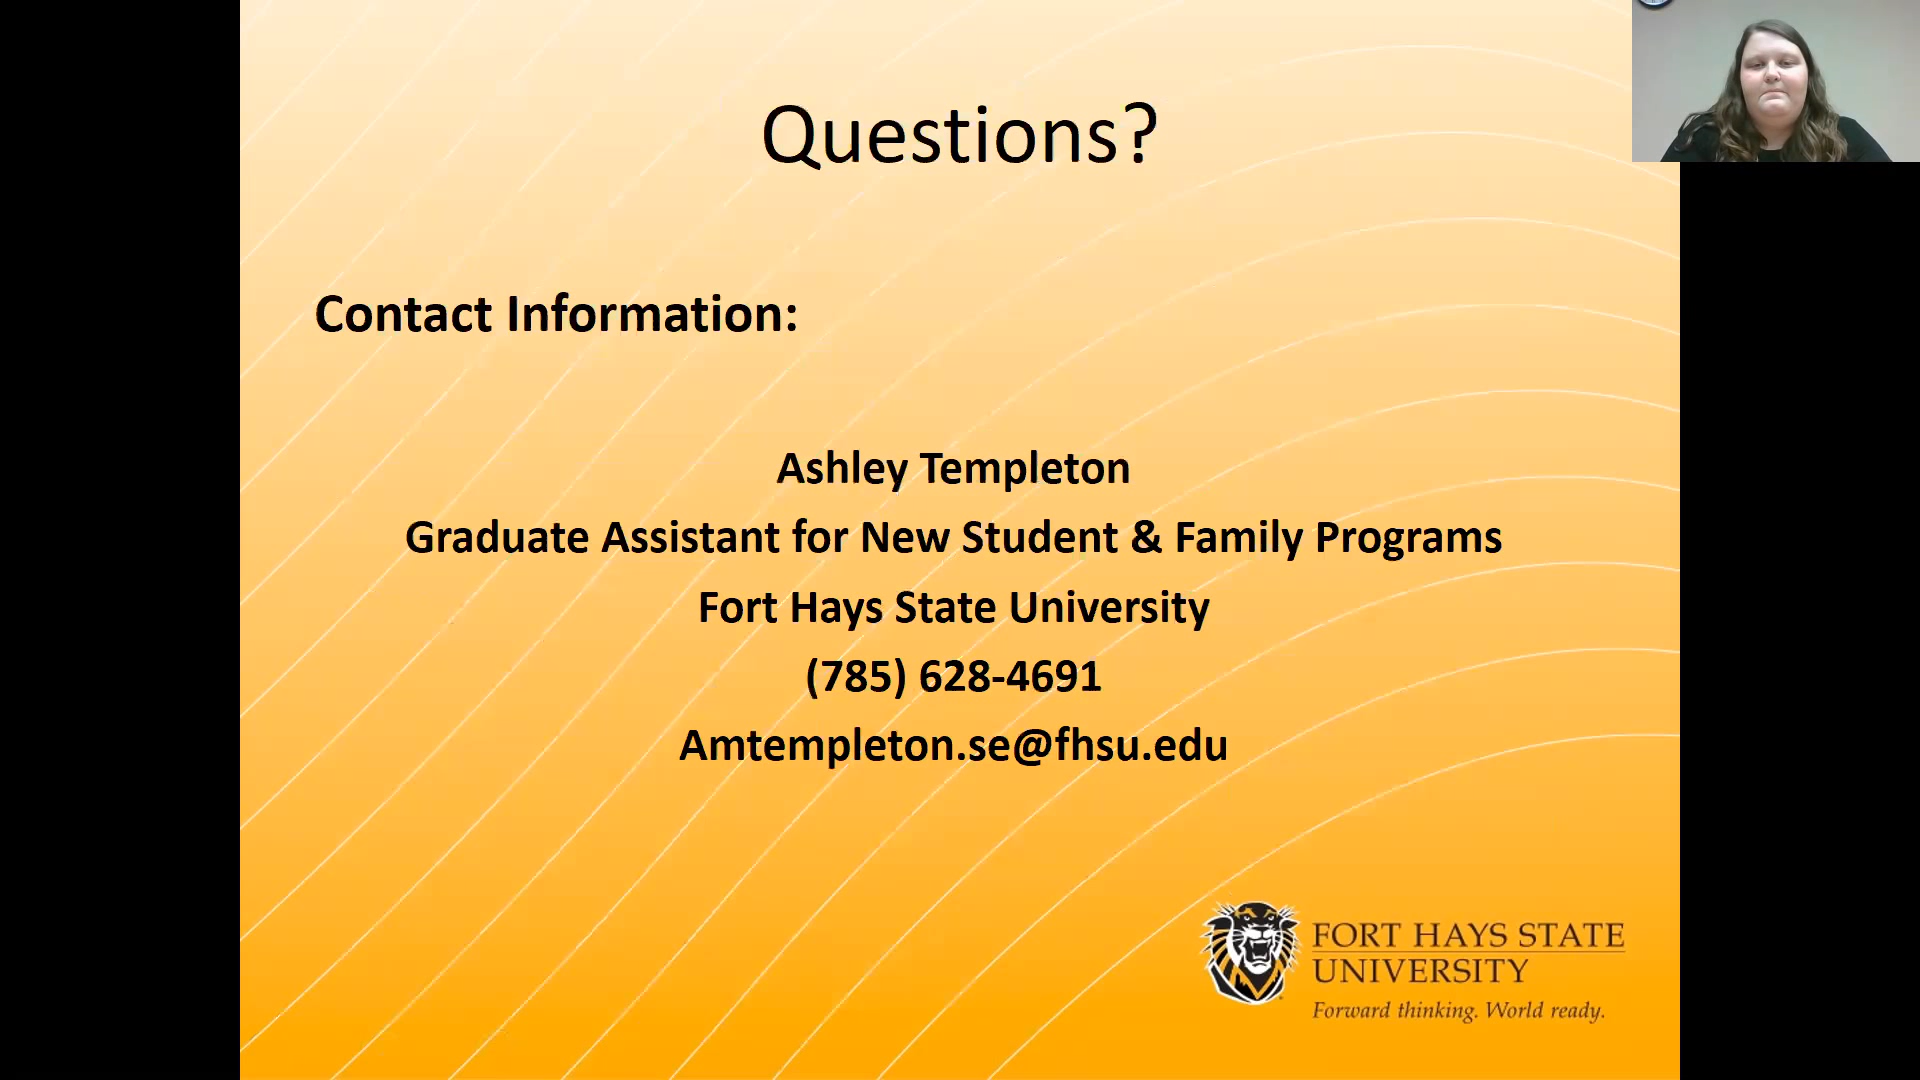 Questions?
Contact Information:
Ashley Templeton
Graduate Assistant for New Student & Family Programs
Fort Hays State University
(785) 628-4691
Amtempleton.se@fhsu.edu
FORT HAYS STATE
UNIVERSITY
Forward thinking. World ready.